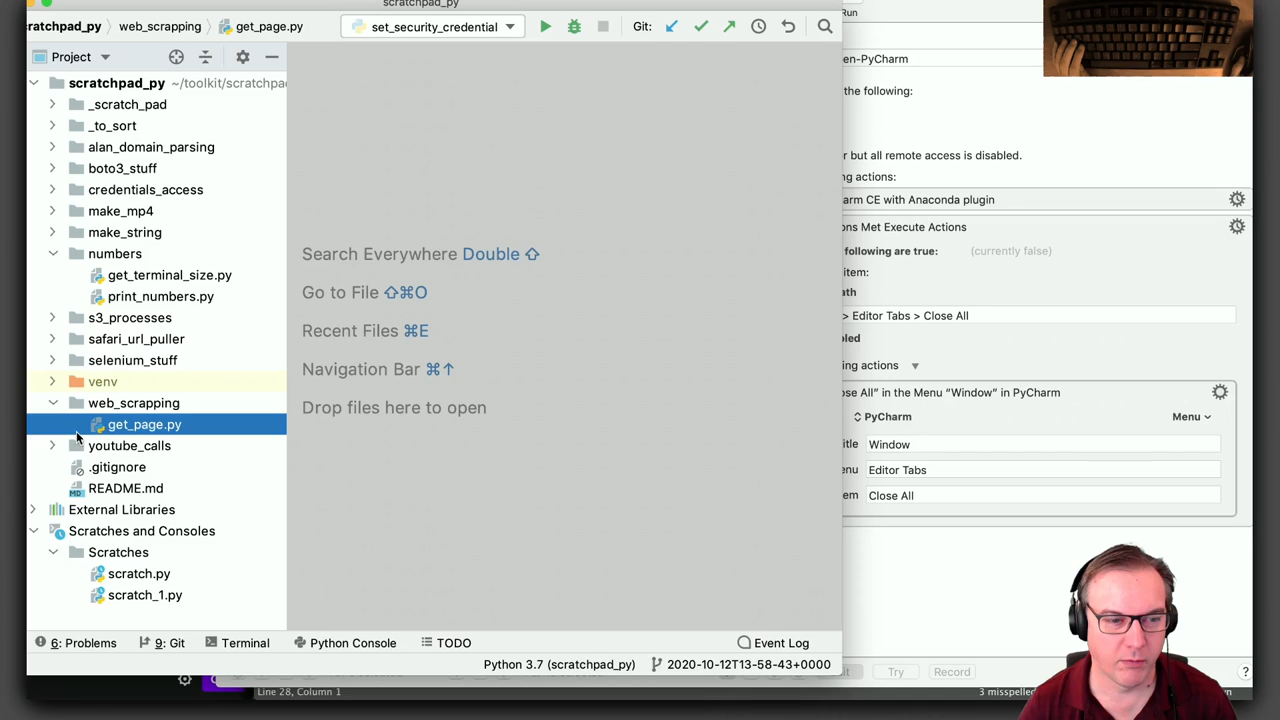 scratchpad_py
ratchpad_py > web_scrapping > get_page.py
set_security_credential
Git:
Project
scratchpad_py ~/toolkit/scratchpa
_scratch_pad
_to_sort
alan_domain_parsing
boto3_stuff
credentials_access
make_mp4
make_string
numbers
get_terminal_size.py
print_numbers.py
s3_processes
safari_url_puller
selenium_stuff
venv
web_scrapping
get_page.py
youtube_calls
.gitignore
MD README.md
External Libraries
Scratches and Consoles
Scratches
scratch.py
scratch_1.py
Search Everywhere Double ⇧
Go to File ⇧⌘O
Recent Files ⌘E
Navigation Bar ⌘↑
Drop files here to open
6: Problems
9: Git
Terminal
Python Console
TODO
Event Log
Python 3.7 (scratchpad_py)
2020-10-12T13-58-43+0000
Line 28, Column 1
Run
en-PyCharm
the following:
r but all remote access is disabled.
ng actions:
arm CE with Anaconda plugin
ons Met Execute Actions
following are true: (currently false)
item:
ath
> Editor Tabs > Close All
bled
ing actions ▼
ose All” in the Menu “Window” in PyCharm
PyCharm
Menu
itle Window
enu Editor Tabs
em Close All
it
Try
Record
?
3 misspelle
wn